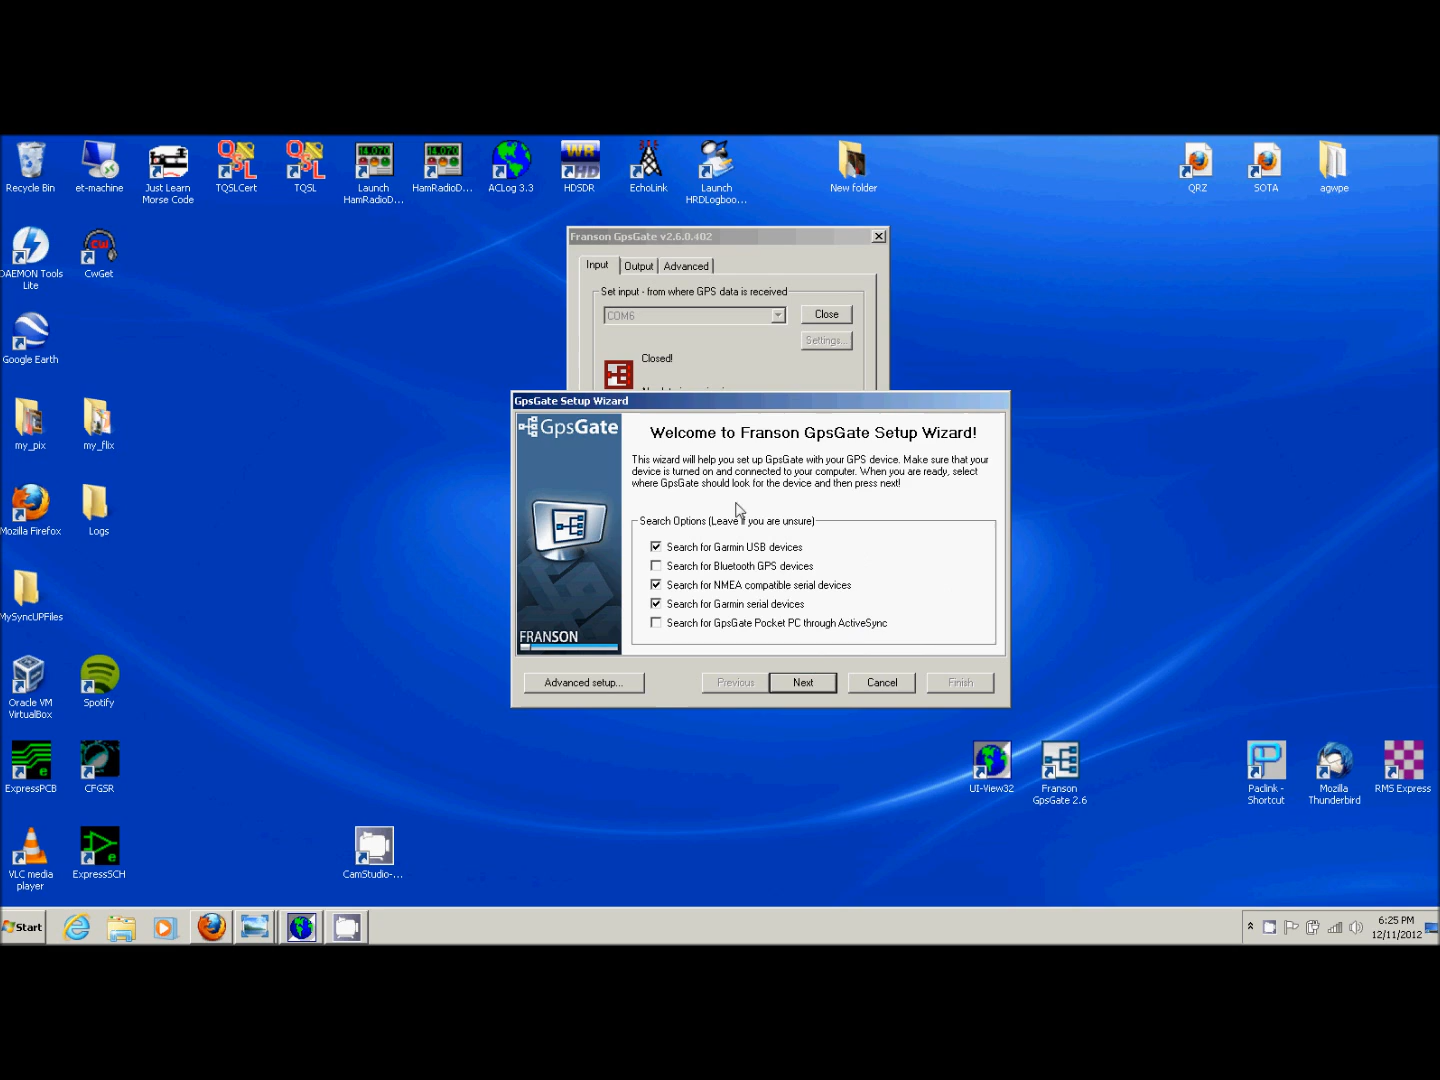 Recycle Bin
et-machine
Just Learn
Morse Code
TQSLCert
TQSL
Launch
HamRadioD...
HamRadioD...
ACLog 3.3
HDSDR
EchoLink
Launch
HRDLogboo...
New folder
QRZ
SOTA
agwpe
DAEMON Tools
Lite
CwGet
Google Earth
my_pix
my_flix
Mozilla Firefox
Logs
MySyncUPFiles
Oracle VM
VirtualBox
Spotify
ExpressPCB
CFGSR
VLC media
player
ExpressSCH
CamStudio-...
UI-View32
Franson
GpsGate 2.6
Paclink -
Shortcut
Mozilla
Thunderbird
RMS Express
Franson GpsGate v2.6.0.402
Input
Output
Advanced
Set input - from where GPS data is received
COM6
Close
Settings...
Closed!
GpsGate Setup Wizard
GpsGate
FRANSON
Welcome to Franson GpsGate Setup Wizard!
This wizard will help you set up GpsGate with your GPS device. Make sure that your
device is turned on and connected to your computer. When you are ready, select
where GpsGate should look for the device and then press next!
Search Options (Leave if you are unsure)
Search for Garmin USB devices
Search for Bluetooth GPS devices
Search for NMEA compatible serial devices
Search for Garmin serial devices
Search for GpsGate Pocket PC through ActiveSync
Advanced setup...
Previous
Next
Cancel
Finish
Start
6:25 PM
12/11/2012